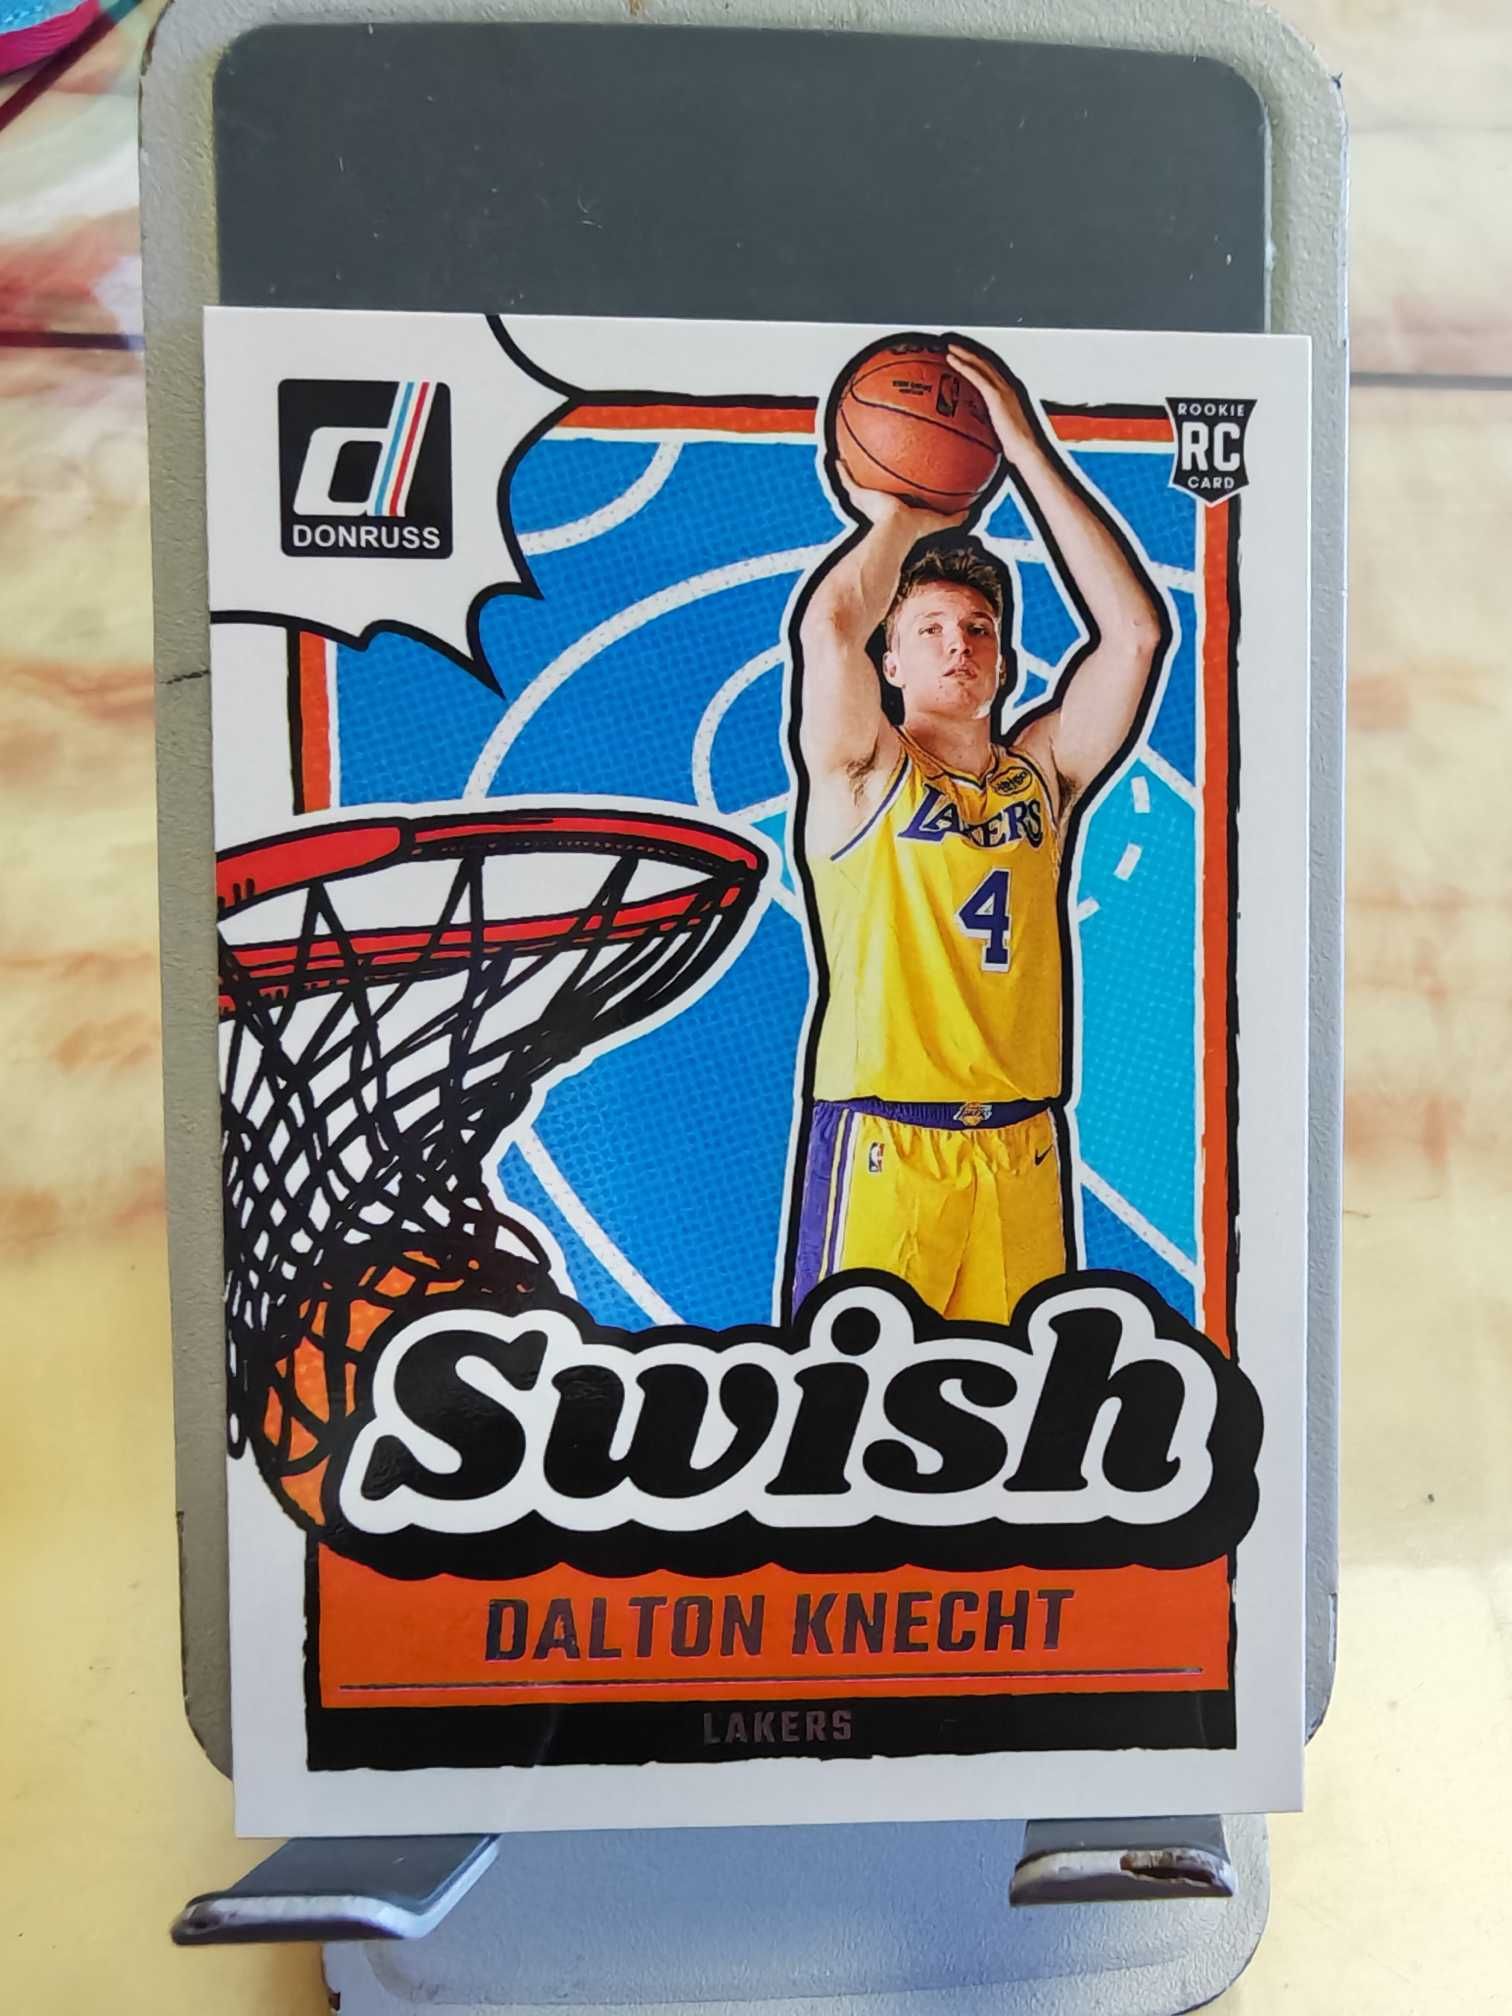 d
DONRUSS
ROOKIE
RC
CARD
LAKERS
4
Swish
DALTON KNECHT
LAKERS